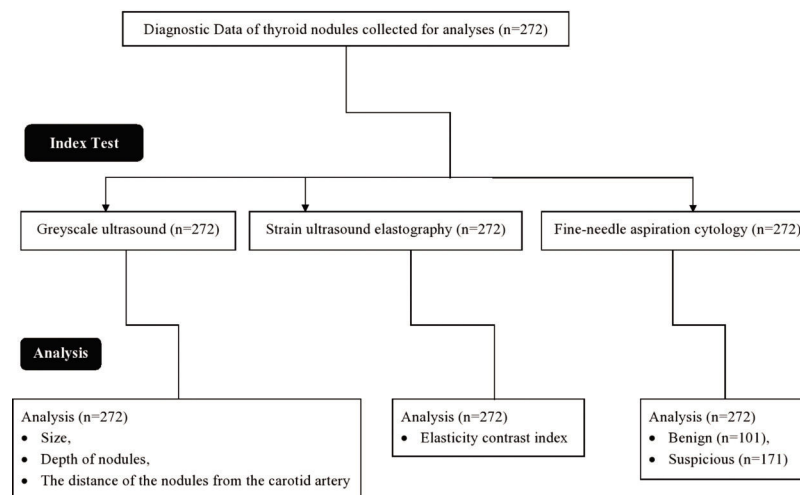 Diagnostic Data of thyroid nodules collected for analyses (n=272)
Index Test
Greyscale ultrasound (n=272)
Strain ultrasound elastography (n=272)
Fine-needle aspiration cytology (n=272)
Analysis
Analysis (n=272)
• Size,
• Depth of nodules,
• The distance of the nodules from the carotid artery
Analysis (n=272)
• Elasticity contrast index
Analysis (n=272)
• Benign (n=101),
• Suspicious (n=171)